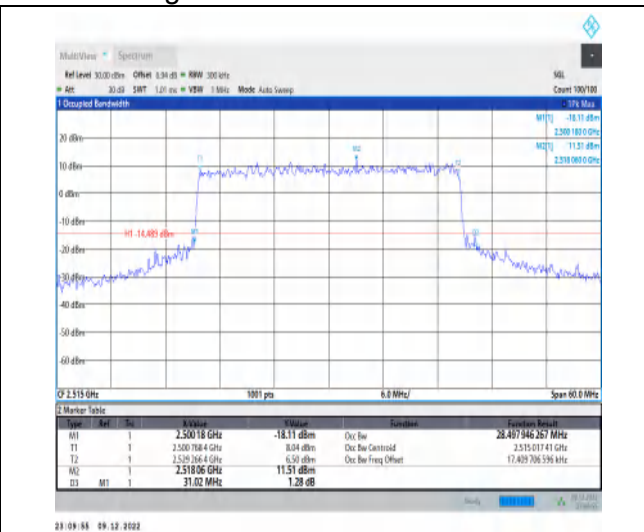 MultiView Spectrum
Ref Level 30.00 dBm Offset 8.94 dB RBW 300 kHz SGL
Att 30 dB SWT 1.01 ms VBW 1 MHz Mode Auto Sweep Count 100/100
1 Occupied Bandwidth 1Pk Max
M1[1] -18.11 dBm
2.500 180 0 GHz
M2[1] 11.51 dBm
2.518 060 0 GHz
20 dBm
10 dBm
0 dBm
-10 dBm
H1 -14.483 dBm
-20 dBm
-30 dBm
-40 dBm
-50 dBm
-60 dBm
T1
M2
T2
M1
CF 2.515 GHz 1001 pts 6.0 MHz/ Span 60.0 MHz
2 Marker Table
Type Ref Trc X-Value Y-Value Function Function Result
M1 1 2.50018 GHz -18.11 dBm Occ Bw 28.497 946 267 MHz
T1 1 2.500 768 4 GHz 8.04 dBm Occ Bw Centroid 2.515 017 41 GHz
T2 1 2.529 266 4 GHz 6.50 dBm Occ Bw Freq Offset 17.409 706 596 kHz
M2 1 2.51806 GHz 11.51 dBm
D3 M1 1 31.02 MHz 1.28 dB
Ready
23:09:55 09.12.2022